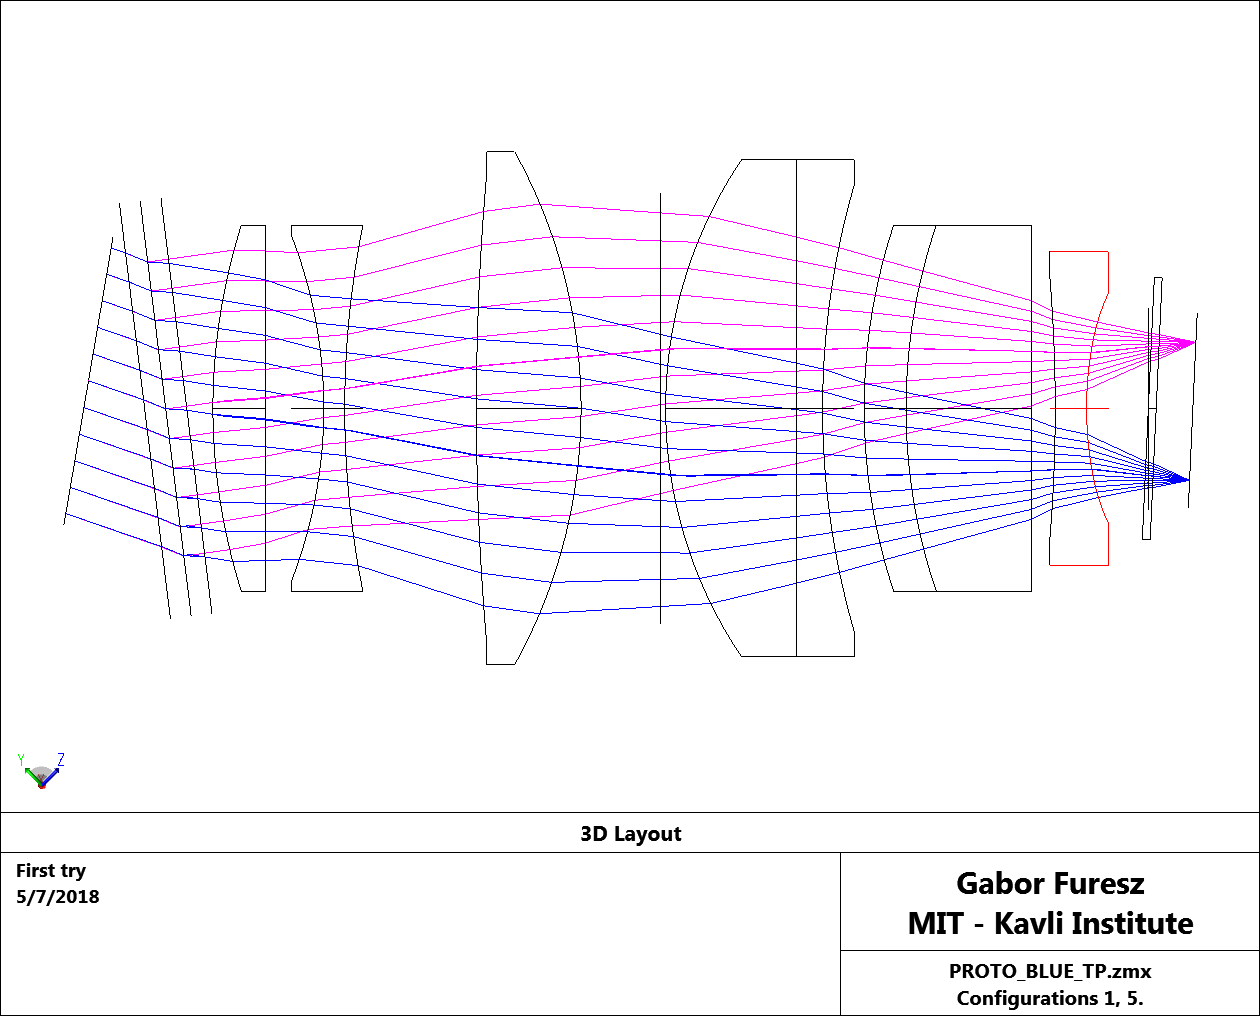 Y Z
3D Layout
First try
5/7/2018
Gabor Furesz
MIT - Kavli Institute
PROTO_BLUE_TP.zmx
Configurations 1, 5.